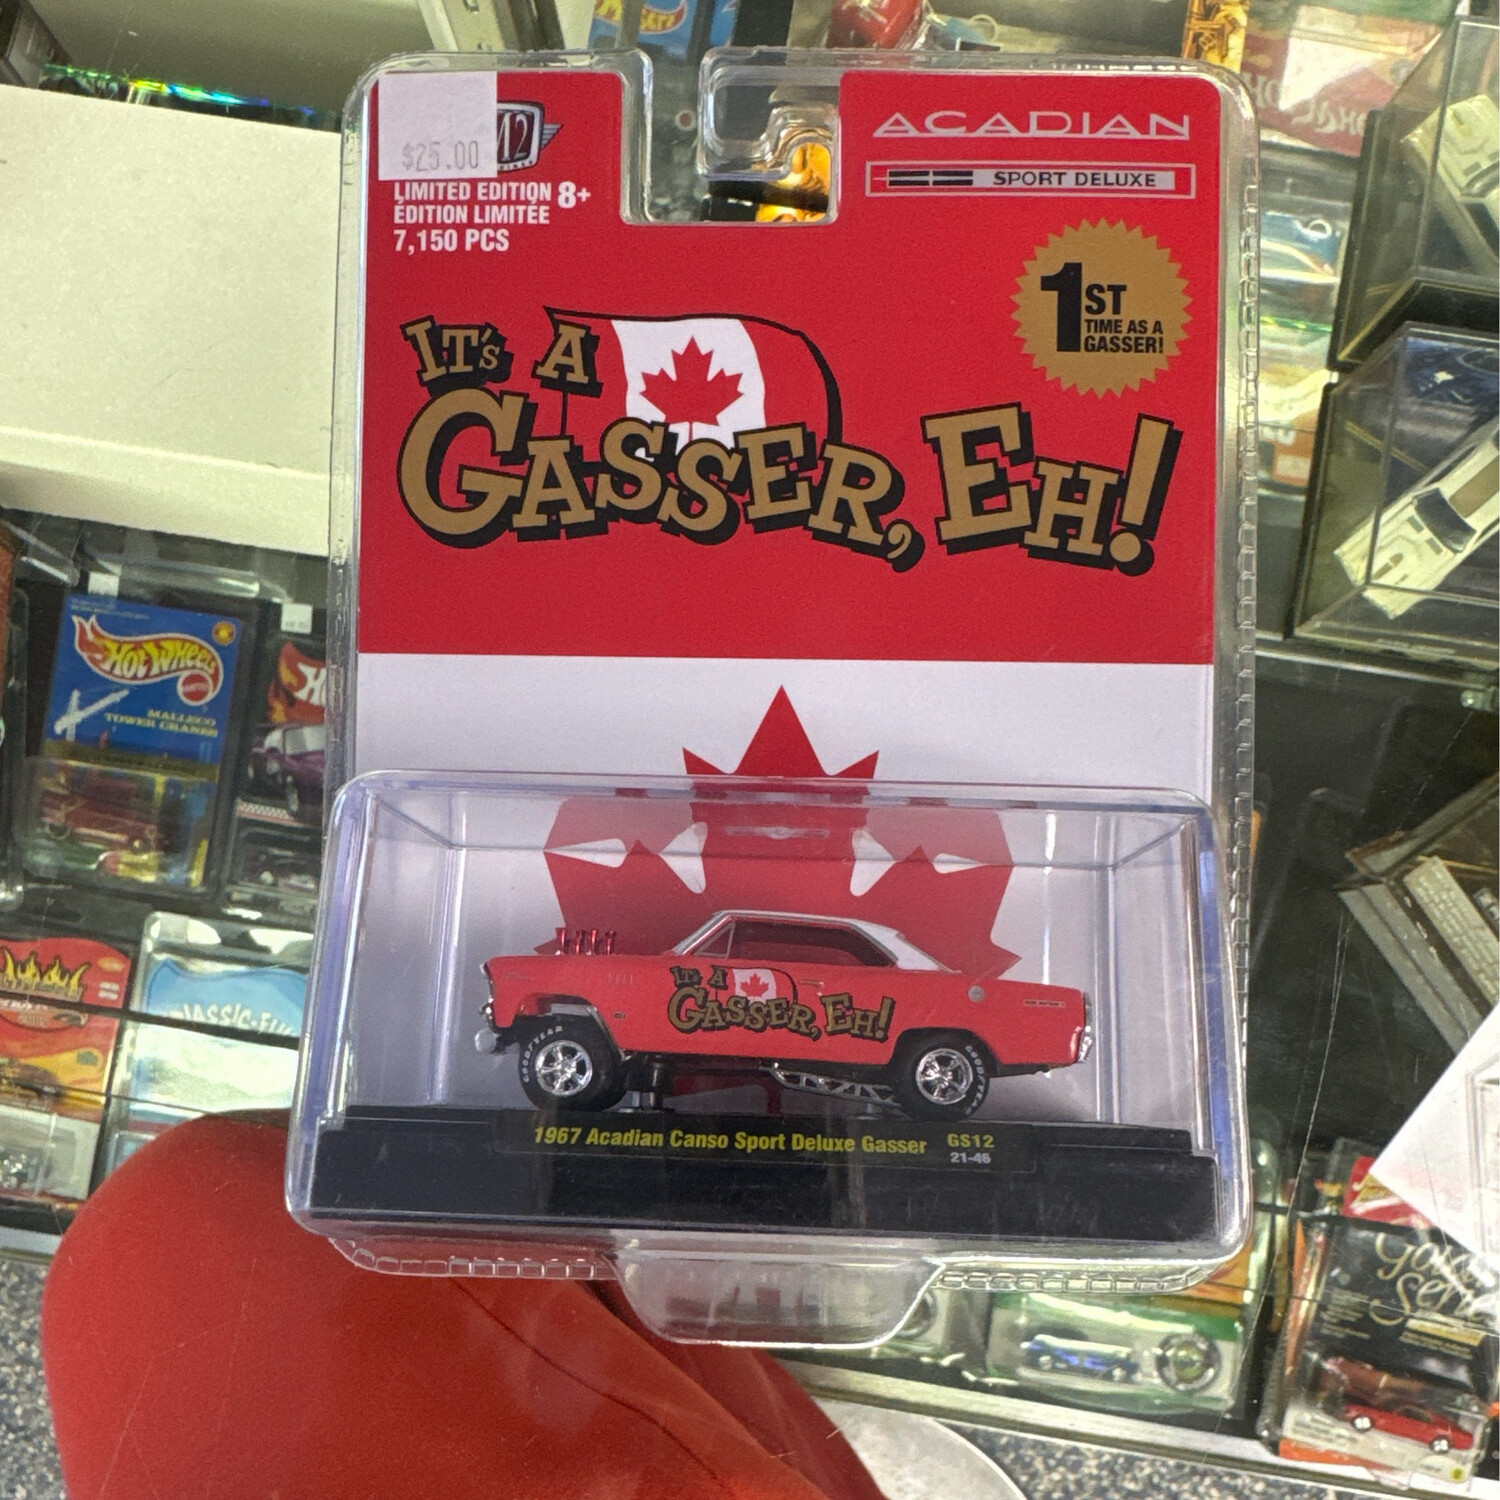 $25.00
M2
LIMITED EDITION 8+
ÉDITION LIMITÉE
7,150 PCS
ACADIAN
SPORT DELUXE
1ST
TIME AS A
GASSER!
IT'S A
GASSER, EH!
HOT WHEELS
MALLECO
TOWER CRANES
IT'S A
GASSER, EH!
GOODYEAR
GOODYEAR
1967 Acadian Canso Sport Deluxe Gasser GS12
21-46